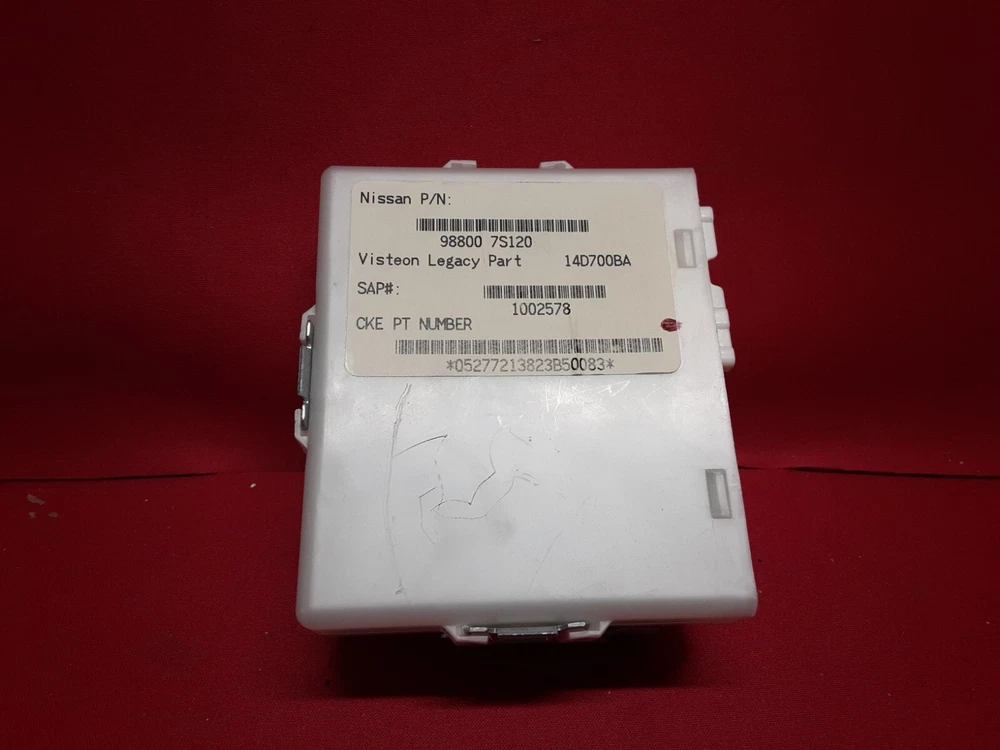 Nissan P/N:
98800 7S120
Visteon Legacy Part 14D700BA
SAP#:
1002578
CKE PT NUMBER
*05277213823B50083*